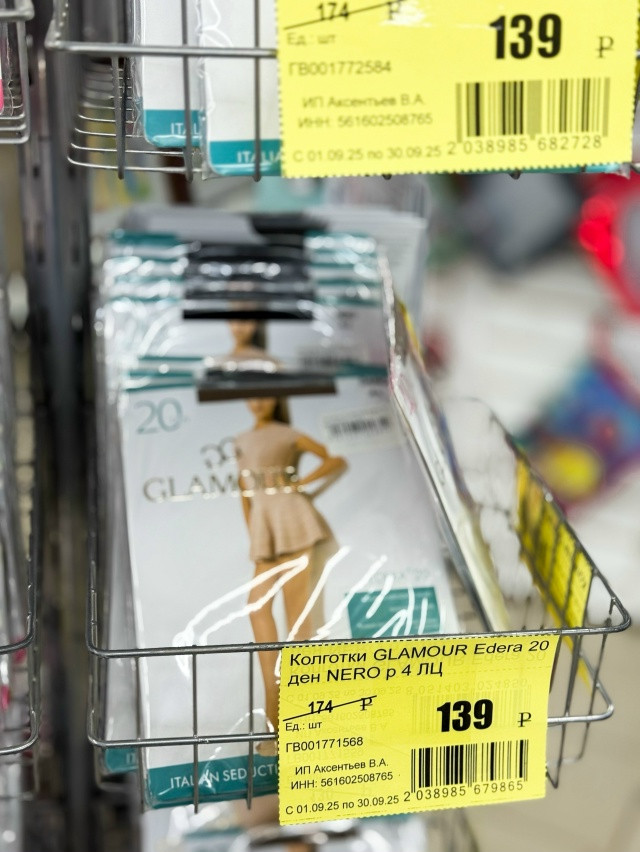 174 ₽
139 ₽
Ед.: шт
ГВ001772584
ИП Аксентьев В.А.
ИНН: 561602508765
С 01.09.25 по 30.09.25
2 038985 682728
20
GLAMOUR
ITALIAN SEDUCT
Колготки GLAMOUR Edera 20
ден NERO р 4 ЛЦ
174 ₽
139 ₽
Ед.: шт
ГВ001771568
ИП Аксентьев В.А.
ИНН: 561602508765
С 01.09.25 по 30.09.25
2 038985 679865